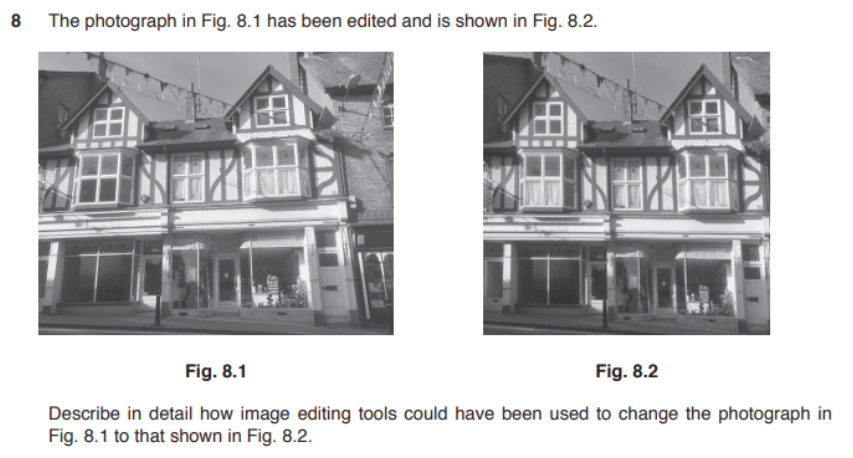 8 The photograph in Fig. 8.1 has been edited and is shown in Fig. 8.2.
Fig. 8.1
Fig. 8.2
Describe in detail how image editing tools could have been used to change the photograph in
Fig. 8.1 to that shown in Fig. 8.2.